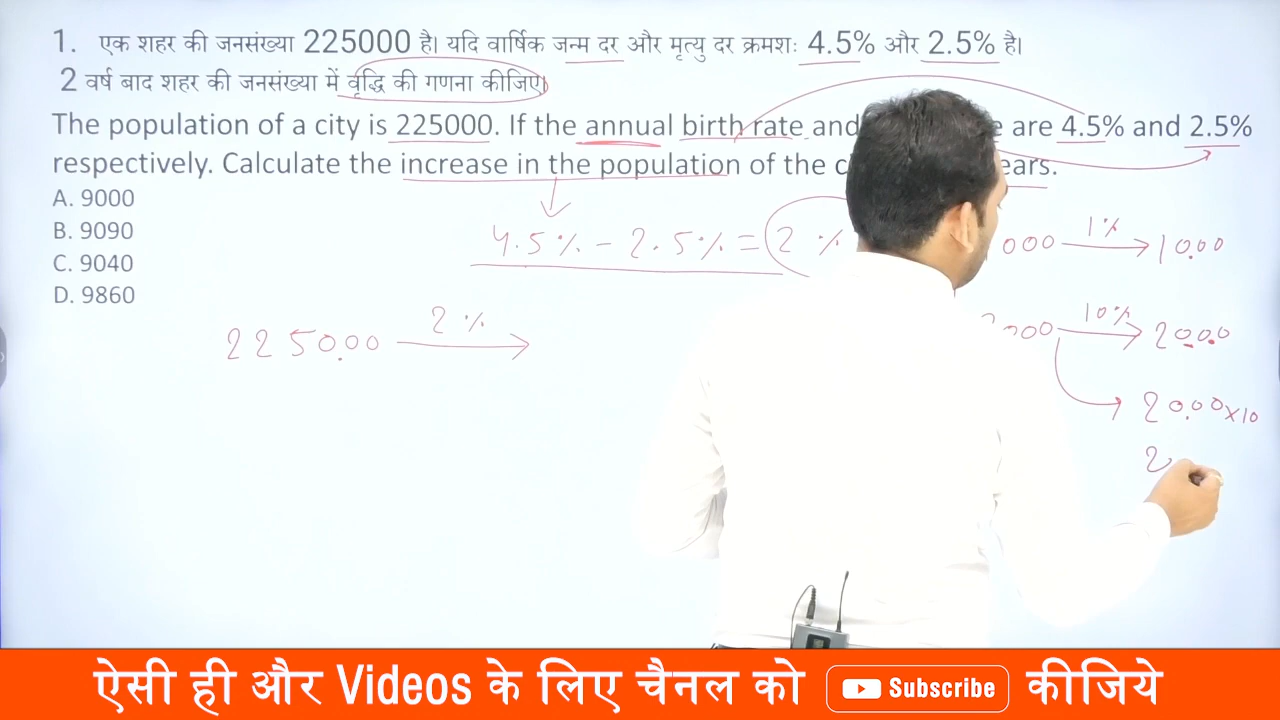 1. एक शहर की जनसंख्या 225000 है। यदि वार्षिक जन्म दर और मृत्यु दर क्रमशः 4.5% और 2.5% है।
2 वर्ष बाद शहर की जनसंख्या में वृद्धि की गणना कीजिए।
The population of a city is 225000. If the annual birth rate and are 4.5% and 2.5%
respectively. Calculate the increase in the population of the
A. 9000
B. 9090
C. 9040
D. 9860
4.5% - 2.5% = 2%
000 1% 1000
225000 2%
000 10% 2000
2000 x 10
2
ऐसी ही और Videos के लिए चैनल को Subscribe कीजिये